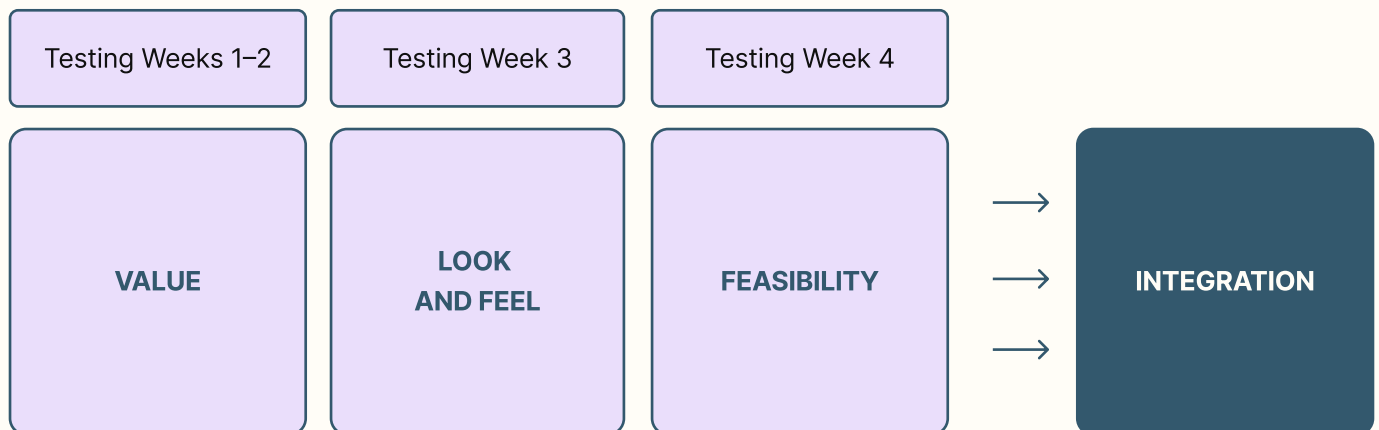 Testing Weeks 1–2
Testing Week 3
Testing Week 4
VALUE
LOOK
AND FEEL
FEASIBILITY
INTEGRATION